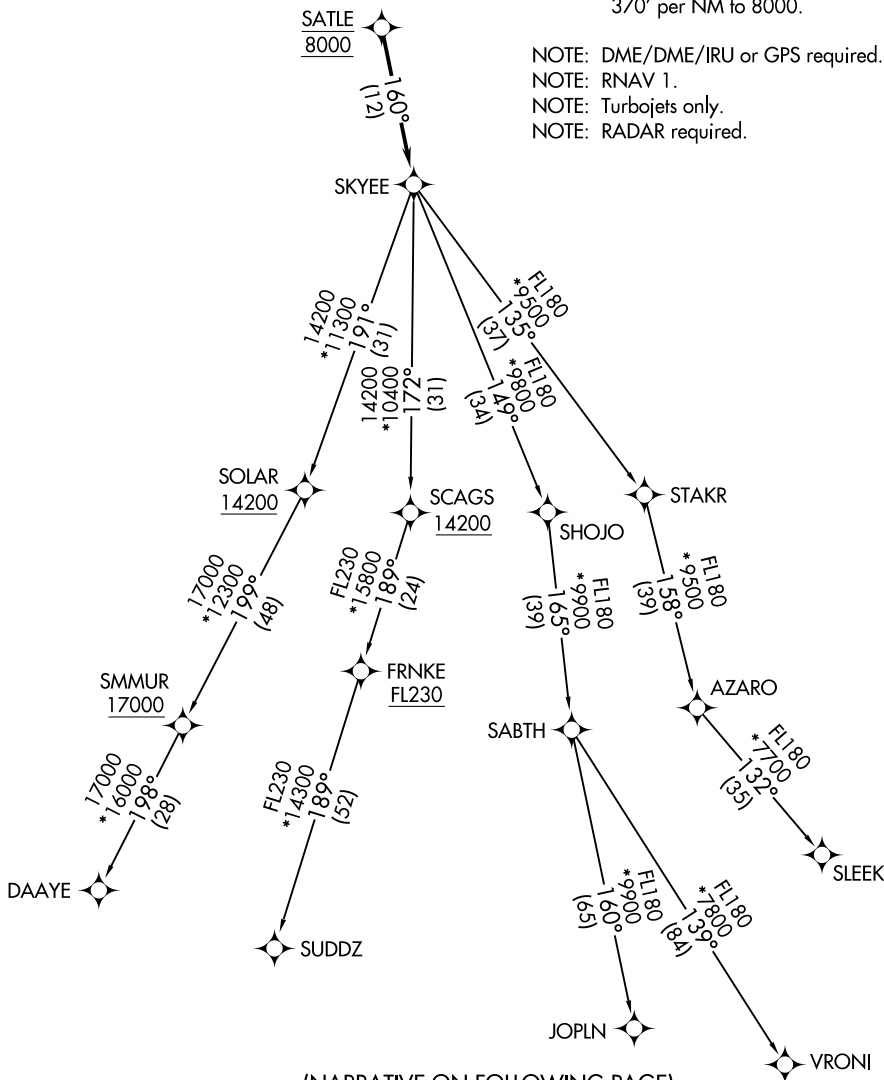 370' per NM to 8000.
SATLE
8000
NOTE: DME/DME/IRU or GPS required.
NOTE: RNAV 1.
NOTE: Turbojets only.
NOTE: RADAR required.
160°
(12)
SKYEE
14200
*11300
191°
(31)
14200
*10400
172°
(31)
FL180
*9800
149°
(34)
FL180
*9500
135°
(37)
SOLAR
14200
SCAGS
14200
SHOJO
STAKR
17000
*12300
199°
(48)
FL230
*15800
189°
(24)
FL180
*9900
165°
(39)
FL180
*9500
158°
(39)
SMMUR
17000
FRNKE
FL230
SABTH
AZARO
17000
*16000
198°
(28)
FL230
*14300
189°
(52)
FL180
*7700
132°
(35)
DAAYE
SUDDZ
SLEEK
FL180
*9900
160°
(65)
FL180
*7800
139°
(84)
JOPLN
VRONI
(NARRATIVE ON FOLLOWING PAGE)